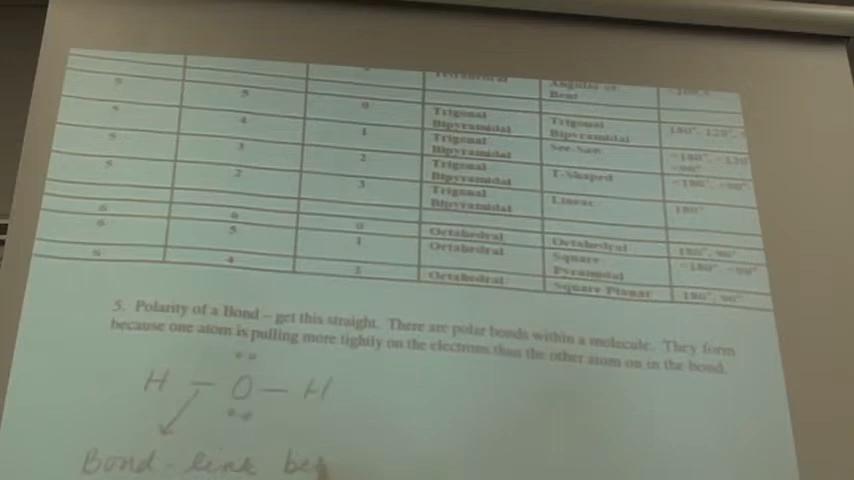 Angular or
Bent
5 5 0 Trigonal Bipyramidal Trigonal Bipyramidal 180°, 120°,
5 4 1 Trigonal Bipyramidal See-Saw
5 3 2 Trigonal Bipyramidal T-Shaped
5 2 3 Trigonal Bipyramidal Linear 180°
6 6 0 Octahedral Octahedral 180°, 90°
6 5 1 Octahedral Square Pyramidal
6 4 2 Octahedral Square Planar 180°, 90°
5. Polarity of a Bond – get this straight. There are polar bonds within a molecule. They form
because one atom is pulling more tightly on the electrons than the other atom on in the bond.
H – O – H
Bond - link